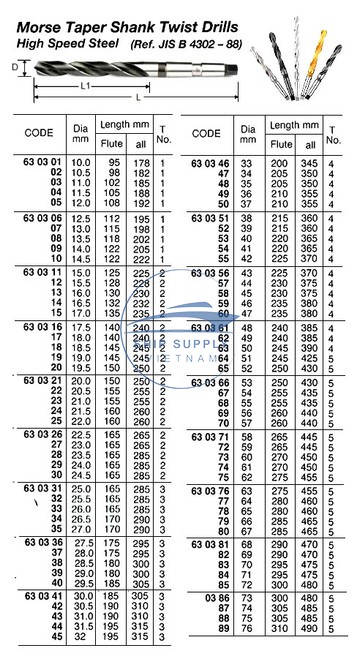 Morse Taper Shank Twist Drills
High Speed Steel (Ref. JIS B 4302 – 88)
D
L1
L
CODE Dia mm Length mm Flute all T No.
63 03 01 10.0 95 178 1
02 10.5 98 182 1
03 11.0 102 185 1
04 11.5 105 188 1
05 12.0 108 192 1
63 03 06 12.5 112 195 1
07 13.0 115 198 1
08 13.5 118 202 1
09 14.0 122 205 1
10 14.5 122 222 1
63 03 11 15.0 125 225 2
12 15.5 128 228 2
13 16.0 130 230 2
14 16.5 132 232 2
15 17.0 135 235 2
63 03 16 17.5 140 240 2
17 18.0 140 240 2
18 18.5 145 245 2
19 19.0 145 245 2
20 19.5 150 250 2
63 03 21 20.0 150 250 2
22 20.5 155 255 2
23 21.0 155 255 2
24 21.5 160 260 2
25 22.0 160 260 2
63 03 26 22.5 165 265 2
27 23.0 165 265 2
28 23.5 165 265 2
29 24.0 165 285 2
30 24.5 165 285 2
63 03 31 25.0 165 285 3
32 25.5 165 285 3
33 26.0 165 285 3
34 26.5 170 290 3
35 27.0 170 290 3
63 03 36 27.5 175 295 3
37 28.0 175 295 3
38 28.5 180 300 3
39 29.0 180 300 3
40 29.5 185 305 3
63 03 41 30.0 185 305 3
42 30.5 190 310 3
43 31.0 190 310 3
44 31.5 195 315 3
45 32 195 315 3
CODE Dia mm Length mm Flute all T No.
63 03 46 33 200 345 4
47 34 205 350 4
48 35 205 350 4
49 36 210 355 4
50 37 210 355 4
63 03 51 38 215 360 4
52 39 215 360 4
53 40 220 365 4
54 41 220 365 4
55 42 225 370 4
63 03 56 43 225 370 4
57 44 230 375 4
58 45 230 375 4
59 46 235 380 4
60 47 235 380 4
63 03 61 48 240 385 4
62 49 240 385 4
63 50 245 390 4
64 51 245 425 5
65 52 250 430 5
63 03 66 53 250 430 5
67 54 255 435 5
68 55 255 435 5
69 56 260 440 5
70 57 260 440 5
63 03 71 58 265 445 5
72 59 265 445 5
73 60 270 450 5
74 61 270 450 5
75 62 275 455 5
63 03 76 63 275 455 5
77 64 280 460 5
78 65 280 460 5
79 66 285 465 5
80 67 285 465 5
63 03 81 68 290 470 5
82 69 290 470 5
83 70 295 475 5
84 71 295 475 5
85 72 300 480 5
03 86 73 300 480 5
87 74 305 485 5
88 75 305 485 5
89 76 310 490 5
SUPPL
VIETNAM